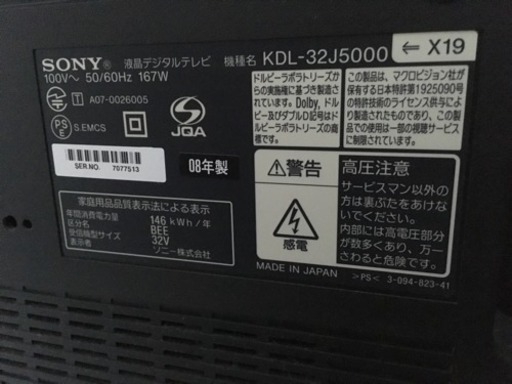 SONY® 液晶デジタルテレビ 機種名 KDL-32J5000 ⇐ X19
100V～ 50/60Hz 167W
T A07-0026005
PS E S.EMCS
JQA
SER.NO. 7077513
08年製
ドルビーラボラトリーズか
らの実施権に基づき製造さ
れています。Dolby、ドル
ビー及びダブルD記号はドル
ビーラボラトリーズの商標
です。
この製品は、マクロビジョン社が
保有する日本特許第1925090号
の特許技術のライセンス供与によ
り製造されていますので、この製
品での使用は一部の視聴サービス
に制限されています。
家庭用品品質表示法による表示
年間消費電力量 146 kWh/年
区分名 BEE
受信機型サイズ 32V
表示者 ソニー株式会社
⚠警告
感電
高圧注意
サービスマン以外の
方は裏ぶたをあけな
いでください。
内部には高電圧部分が
数多くあり、万一
さわると危険です。
MADE IN JAPAN
>PS< 3-094-823-41